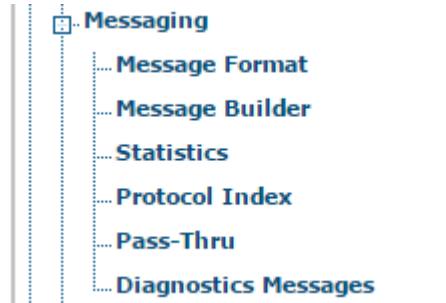 Messaging
Message Format
Message Builder
Statistics
Protocol Index
Pass-Thru
Diagnostics Messages